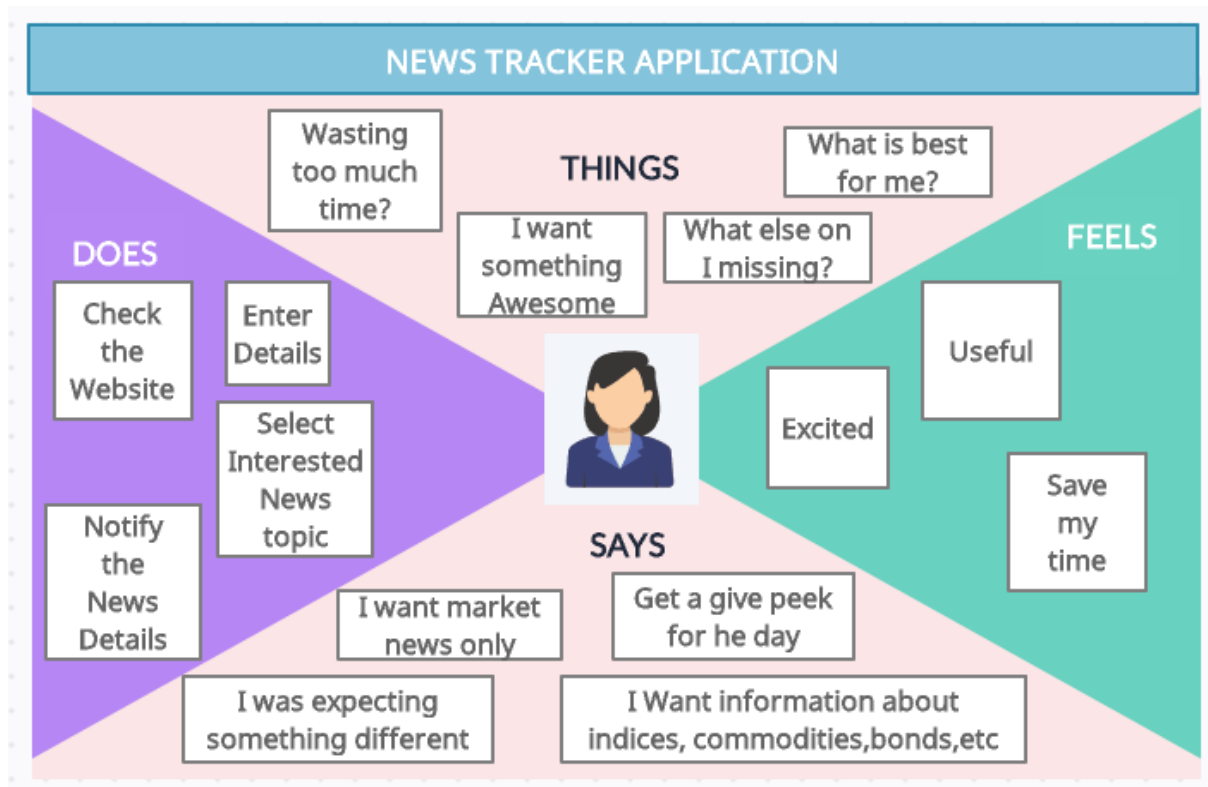 NEWS TRACKER APPLICATION
THINGS
Wasting
too much
time?
I want
something
Awesome
What else on
I missing?
What is best
for me?
DOES
Check
the
Website
Enter
Details
Select
Interested
News
topic
Notify
the
News
Details
FEELS
Useful
Excited
Save
my
time
SAYS
I want market
news only
Get a give peek
for he day
I was expecting
something different
I Want information about
indices, commodities,bonds,etc